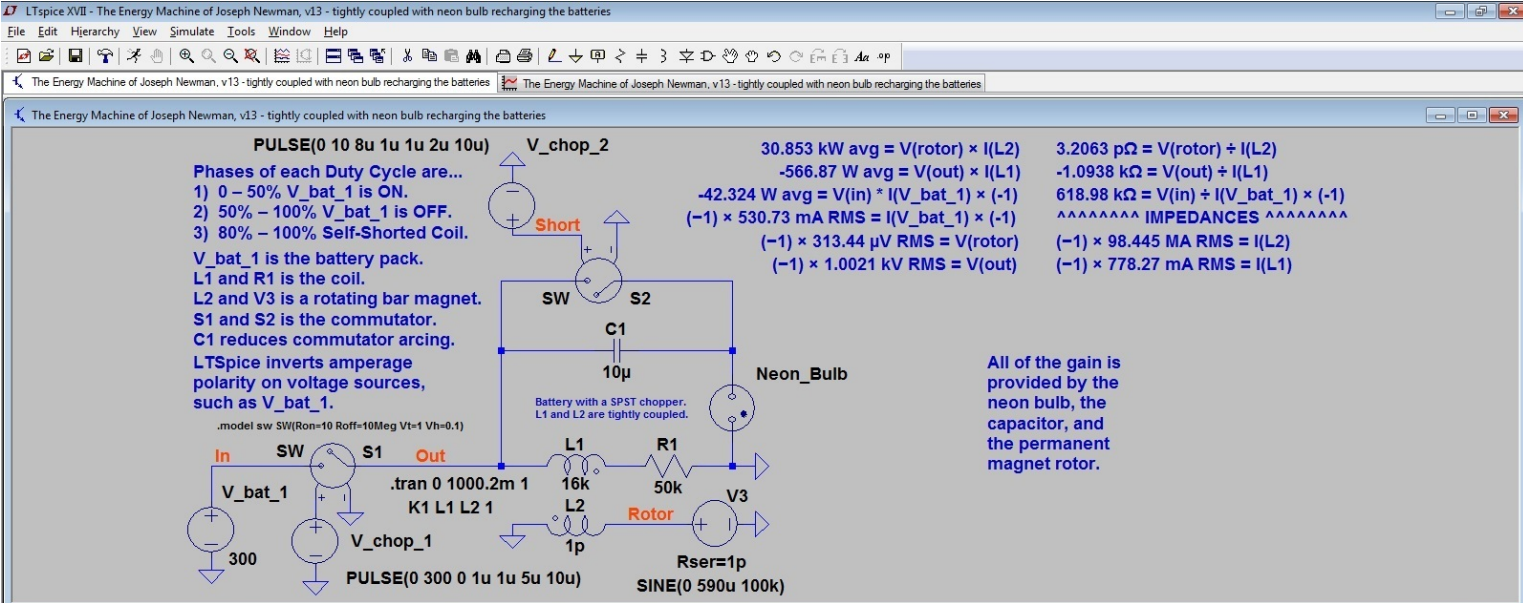 LTspice XVII - The Energy Machine of Joseph Newman, v13 - tightly coupled with neon bulb recharging the batteries
File Edit Hierarchy View Simulate Tools Window Help
Aa .op
The Energy Machine of Joseph Newman, v13 - tightly coupled with neon bulb recharging the batteries
The Energy Machine of Joseph Newman, v13 - tightly coupled with neon bulb recharging the batteries
The Energy Machine of Joseph Newman, v13 - tightly coupled with neon bulb recharging the batteries
PULSE(0 10 8u 1u 1u 2u 10u)
V_chop_2
Phases of each Duty Cycle are...
1) 0 – 50% V_bat_1 is ON.
2) 50% – 100% V_bat_1 is OFF.
3) 80% – 100% Self-Shorted Coil.
V_bat_1 is the battery pack.
L1 and R1 is the coil.
L2 and V3 is a rotating bar magnet.
S1 and S2 is the commutator.
C1 reduces commutator arcing.
LTSpice inverts amperage
polarity on voltage sources,
such as V_bat_1.
.model sw SW(Ron=10 Roff=10Meg Vt=1 Vh=0.1)
Short
SW
S2
C1
10µ
Neon_Bulb
Battery with a SPST chopper.
L1 and L2 are tightly coupled.
30.853 kW avg = V(rotor) × I(L2)
-566.87 W avg = V(out) × I(L1)
-42.324 W avg = V(in) * I(V_bat_1) × (-1)
(−1) × 530.73 mA RMS = I(V_bat_1) × (-1)
(−1) × 313.44 µV RMS = V(rotor)
(−1) × 1.0021 kV RMS = V(out)
3.2063 pΩ = V(rotor) ÷ I(L2)
-1.0938 kΩ = V(out) ÷ I(L1)
618.98 kΩ = V(in) ÷ I(V_bat_1) × (-1)
^^^^^^^^ IMPEDANCES ^^^^^^^^
(−1) × 98.445 MA RMS = I(L2)
(−1) × 778.27 mA RMS = I(L1)
All of the gain is
provided by the
neon bulb, the
capacitor, and
the permanent
magnet rotor.
In
SW
S1
Out
L1
16k
R1
50k
.tran 0 1000.2m 1
K1 L1 L2 1
V_bat_1
300
V_chop_1
PULSE(0 300 0 1u 1u 5u 10u)
L2
1p
Rotor
V3
Rser=1p
SINE(0 590u 100k)